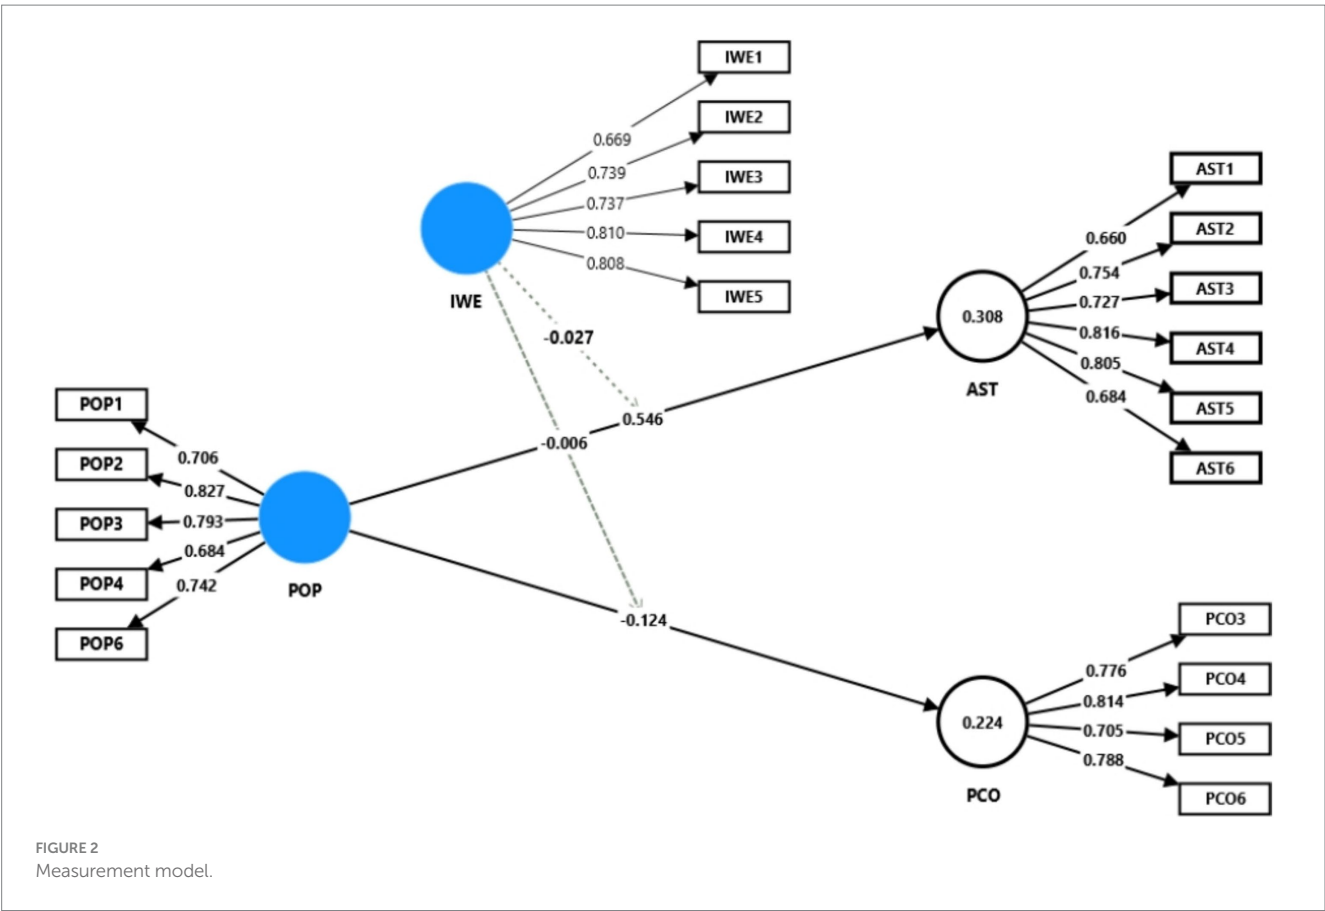 IWE1
IWE2
IWE3
IWE4
IWE5
0.669
0.739
0.737
0.810
0.808
IWE
-0.027
0.546
-0.006
-0.124
POP1
POP2
POP3
POP4
POP6
0.706
0.827
0.793
0.684
0.742
POP
AST1
AST2
AST3
AST4
AST5
AST6
0.660
0.754
0.727
0.816
0.805
0.684
0.308
AST
PCO3
PCO4
PCO5
PCO6
0.776
0.814
0.705
0.788
0.224
PCO
FIGURE 2
Measurement model.